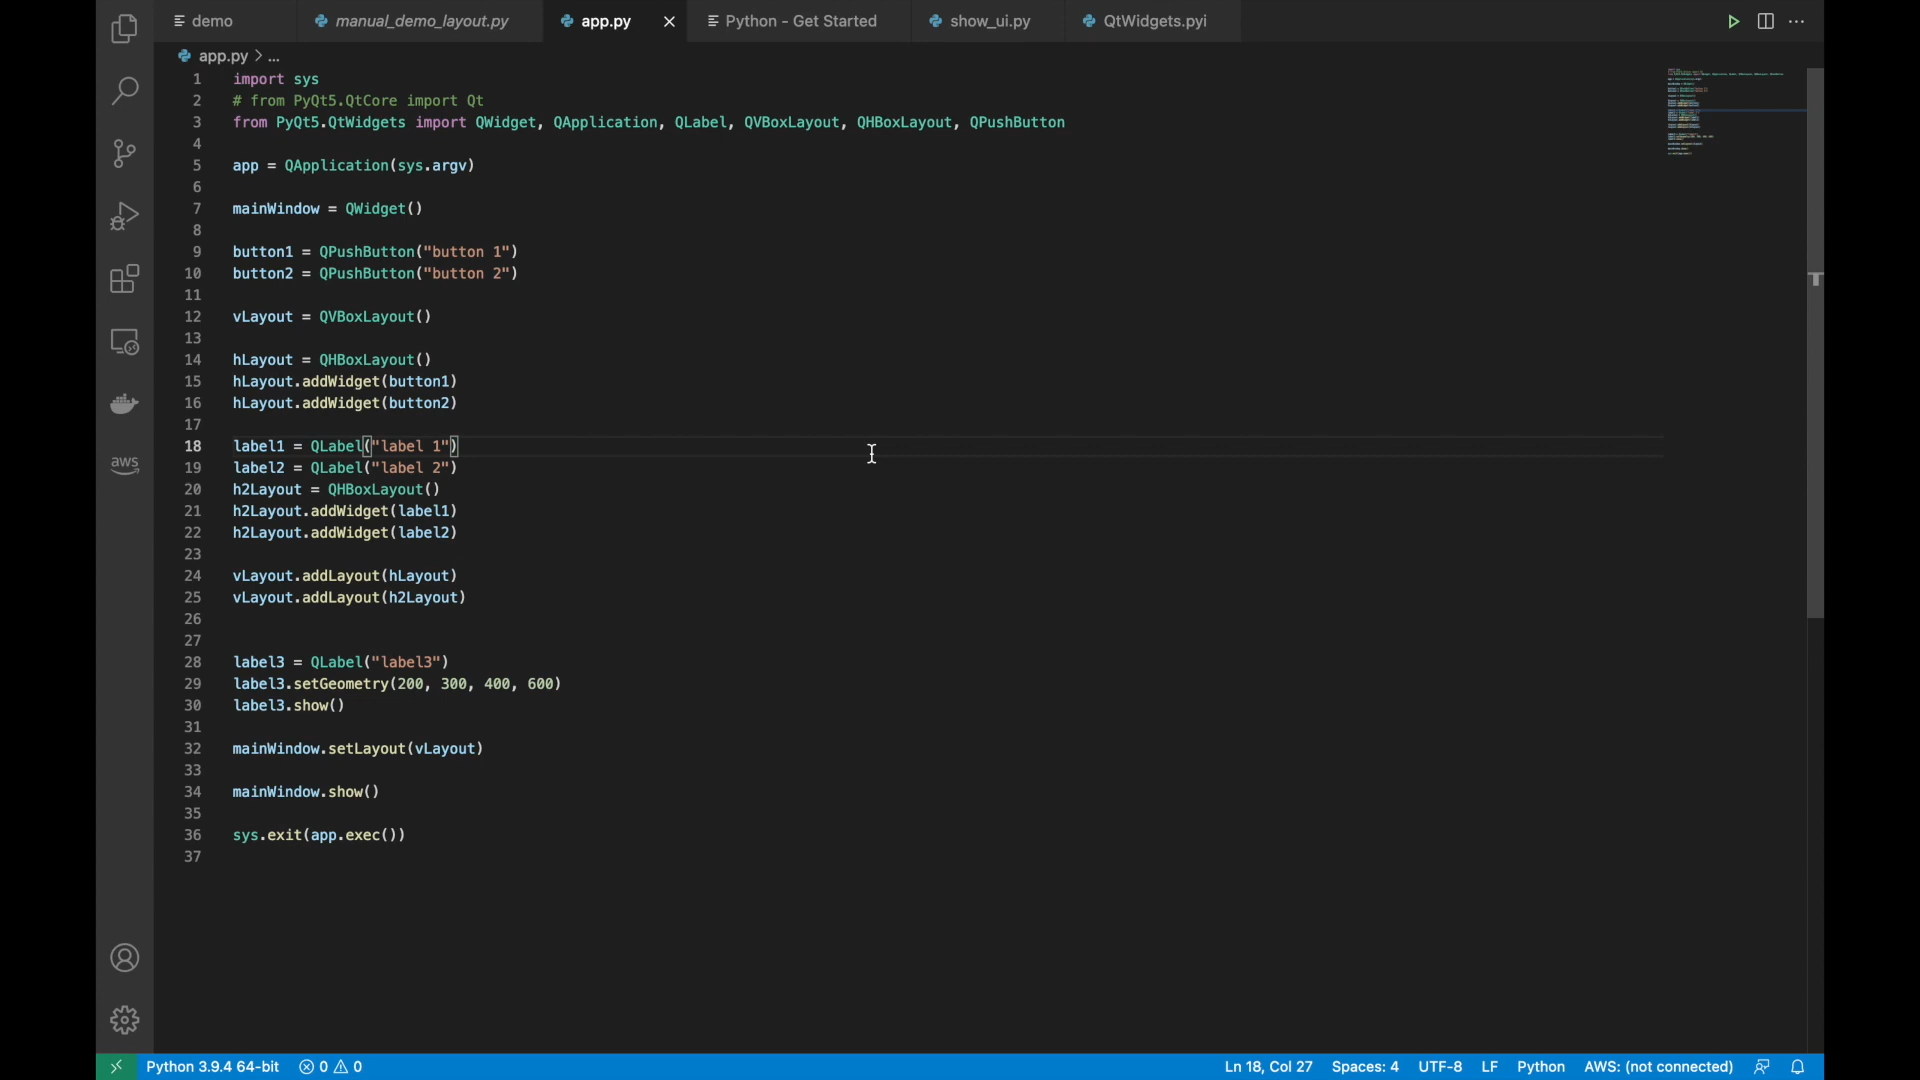 demo
manual_demo_layout.py
app.py
Python - Get Started
show_ui.py
QtWidgets.pyi
app.py > ...
1 import sys
2 # from PyQt5.QtCore import Qt
3 from PyQt5.QtWidgets import QWidget, QApplication, QLabel, QVBoxLayout, QHBoxLayout, QPushButton
4
5 app = QApplication(sys.argv)
6
7 mainWindow = QWidget()
8
9 button1 = QPushButton("button 1")
10 button2 = QPushButton("button 2")
11
12 vLayout = QVBoxLayout()
13
14 hLayout = QHBoxLayout()
15 hLayout.addWidget(button1)
16 hLayout.addWidget(button2)
17
18 label1 = QLabel("label 1")
19 label2 = QLabel("label 2")
20 h2Layout = QHBoxLayout()
21 h2Layout.addWidget(label1)
22 h2Layout.addWidget(label2)
23
24 vLayout.addLayout(hLayout)
25 vLayout.addLayout(h2Layout)
26
27
28 label3 = QLabel("label3")
29 label3.setGeometry(200, 300, 400, 600)
30 label3.show()
31
32 mainWindow.setLayout(vLayout)
33
34 mainWindow.show()
35
36 sys.exit(app.exec())
37
aws
Python 3.9.4 64-bit
0
0
Ln 18, Col 27
Spaces: 4
UTF-8
LF
Python
AWS: (not connected)